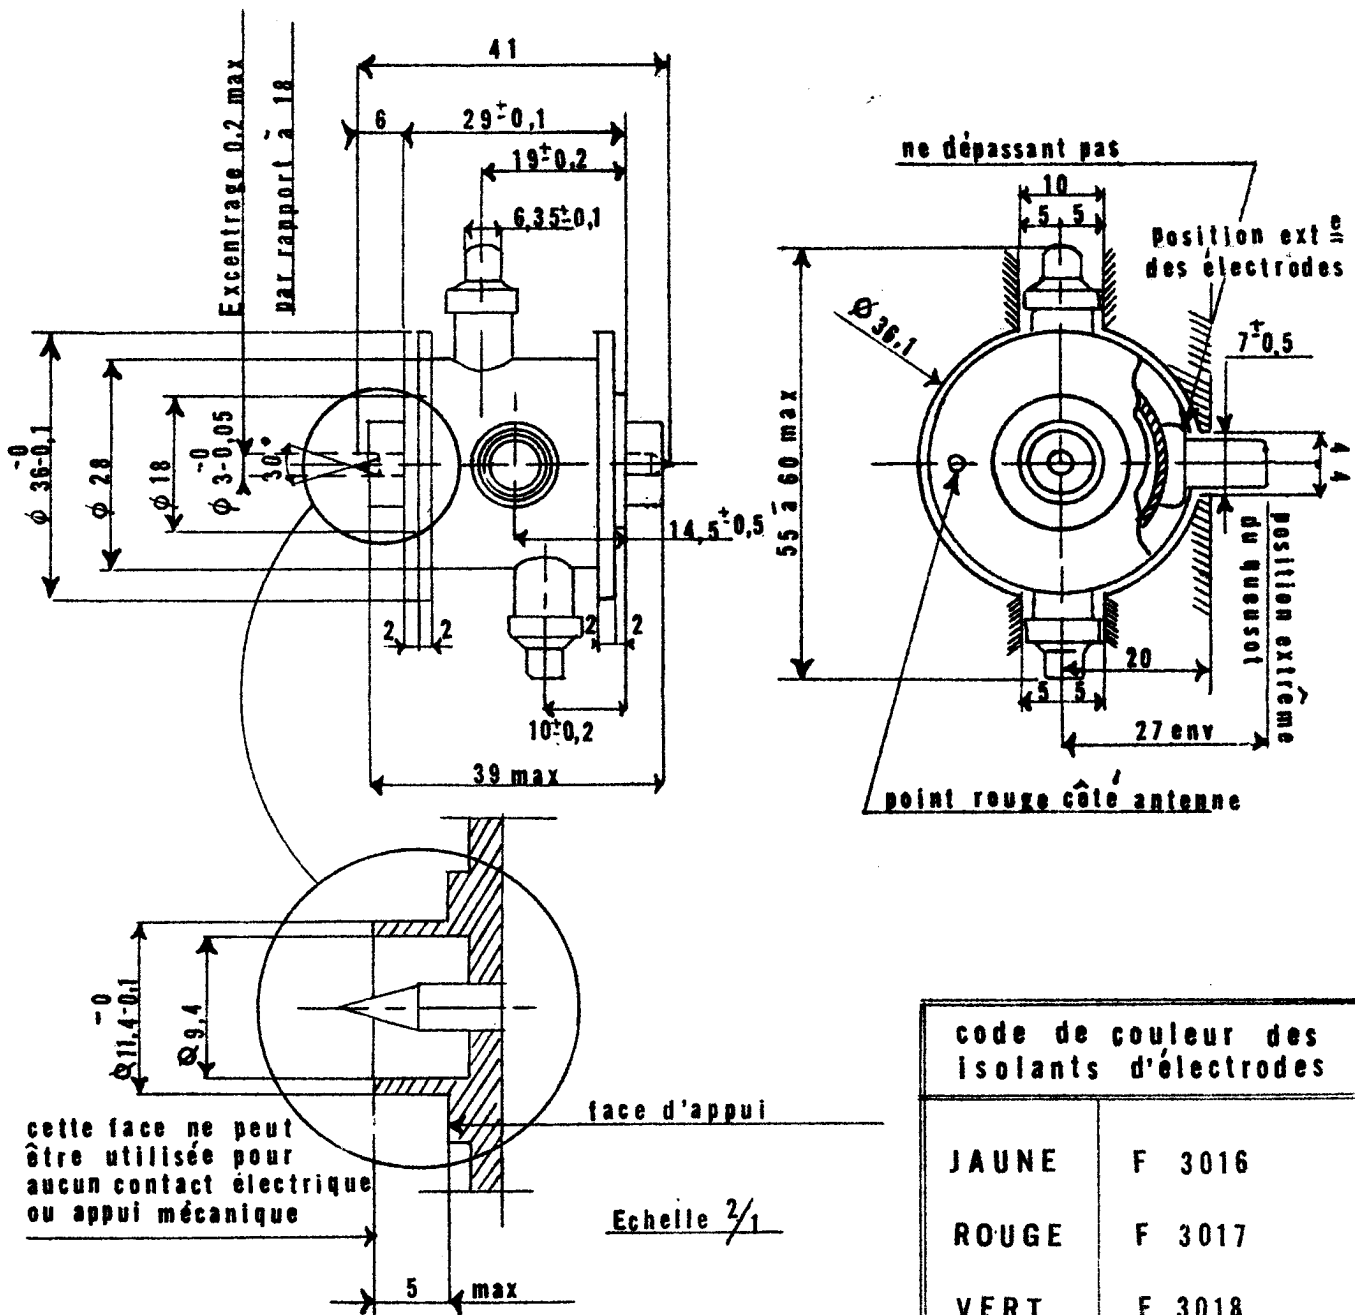 41
6
29±0,1
19±0,2
6,35±0,1
Excentrage 0,2 max
par rapport à 18
ϕ 36-0,1
-0
ϕ 28
ϕ 18
ϕ 3-0,05
-0
30°
14,5±0,5
2
2
2
2
10±0,2
39 max
ne dépassant pas
10
5
5
Position ext e
des électrodes
Ø 36,1
7±0,5
55 à 60 max
4
4
20
5
5
27 env
position extrême
du queusot
point rouge côté antenne
Ø11,4-0,1
-0
Ø9,4
face d'appui
cette face ne peut
être utilisée pour
aucun contact électrique
ou appui mécanique
Echelle 2/1
5 max
code de couleur des
isolants d'électrodes
JAUNE F 3016
ROUGE F 3017
VERT F 3018